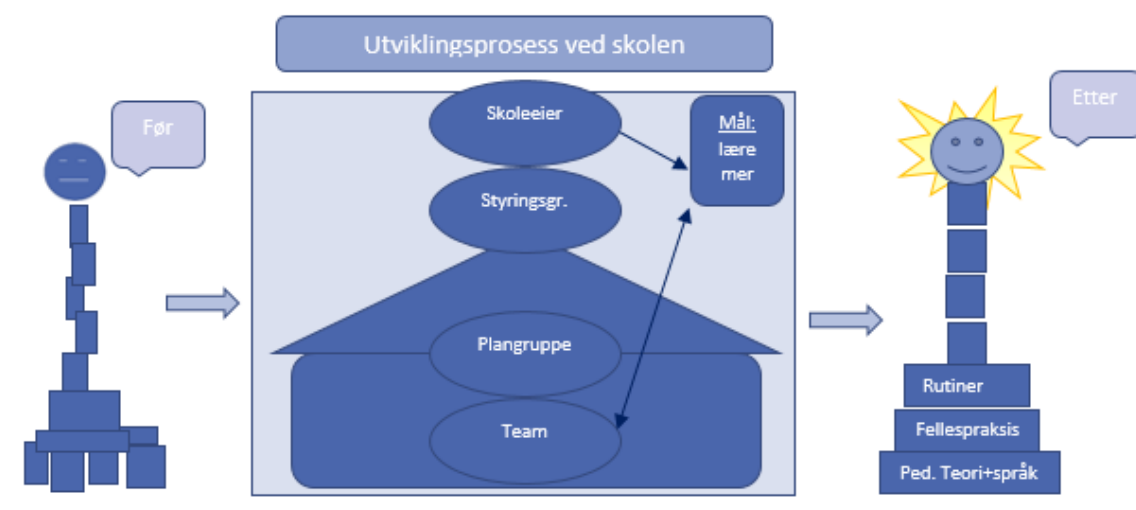 Utviklingsprosess ved skolen
Før
Skoleeier
Mål:
lære
mer
Etter
Styringsgr.
Plangruppe
Team
Rutiner
Fellespraksis
Ped. Teori+språk